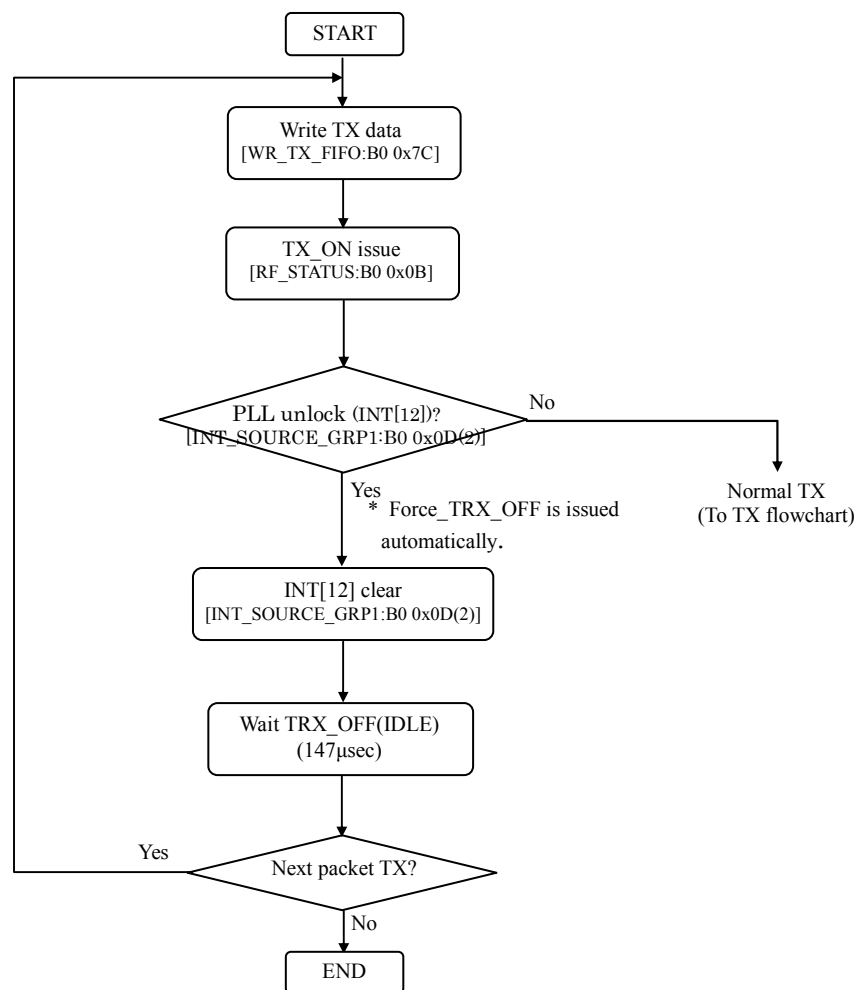 START
Write TX data
[WR_TX_FIFO:B0 0x7C]
TX_ON issue
[RF_STATUS:B0 0x0B]
PLL unlock (INT[12])?
[INT_SOURCE_GRP1:B0 0x0D(2)]
No
Normal TX
(To TX flowchart)
Yes
* Force_TRX_OFF is issued
automatically.
INT[12] clear
[INT_SOURCE_GRP1:B0 0x0D(2)]
Wait TRX_OFF(IDLE)
(147μsec)
Yes
Next packet TX?
No
END